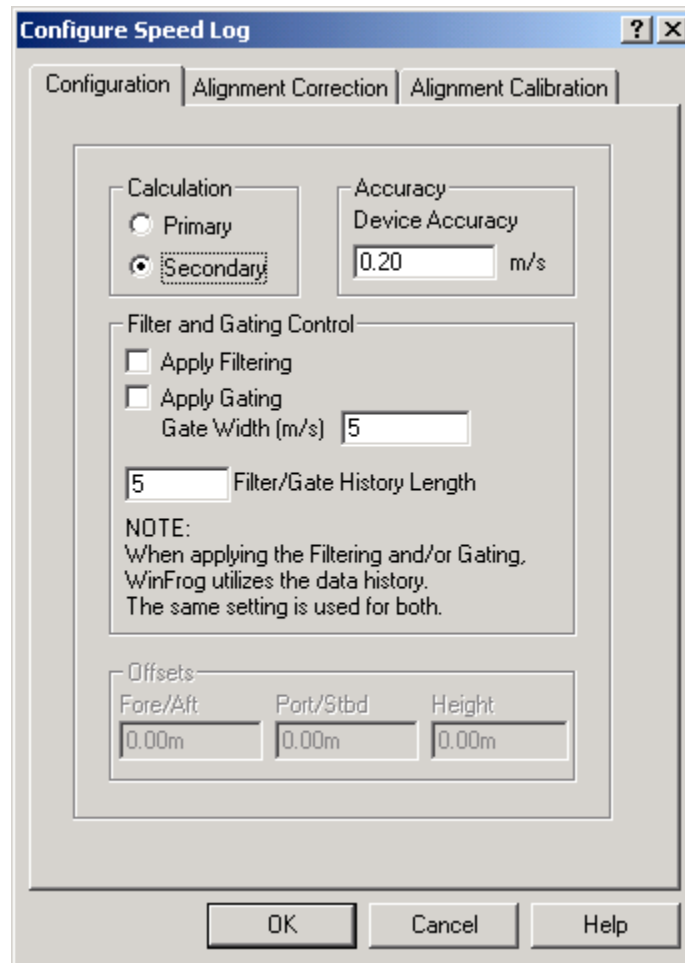 Configure Speed Log
Configuration Alignment Correction Alignment Calibration
Calculation
Primary
Secondary
Accuracy
Device Accuracy
0.20 m/s
Filter and Gating Control
Apply Filtering
Apply Gating
Gate Width (m/s) 5
5 Filter/Gate History Length
NOTE:
When applying the Filtering and/or Gating,
WinFrog utilizes the data history.
The same setting is used for both.
Offsets
Fore/Aft Port/Stbd Height
0.00m 0.00m 0.00m
OK Cancel Help